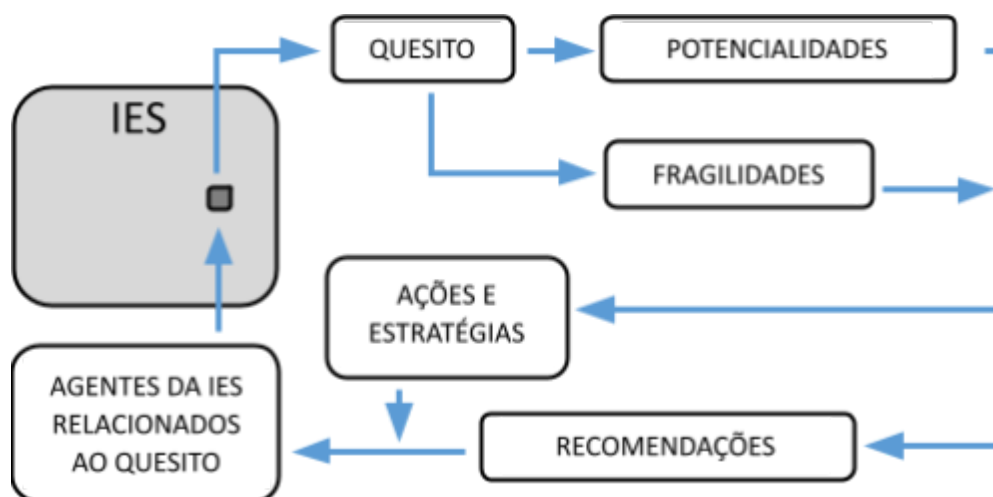 QUESITO
POTENCIALIDADES
IES
FRAGILIDADES
AÇÕES E
ESTRATÉGIAS
AGENTES DA IES
RELACIONADOS
AO QUESITO
RECOMENDAÇÕES